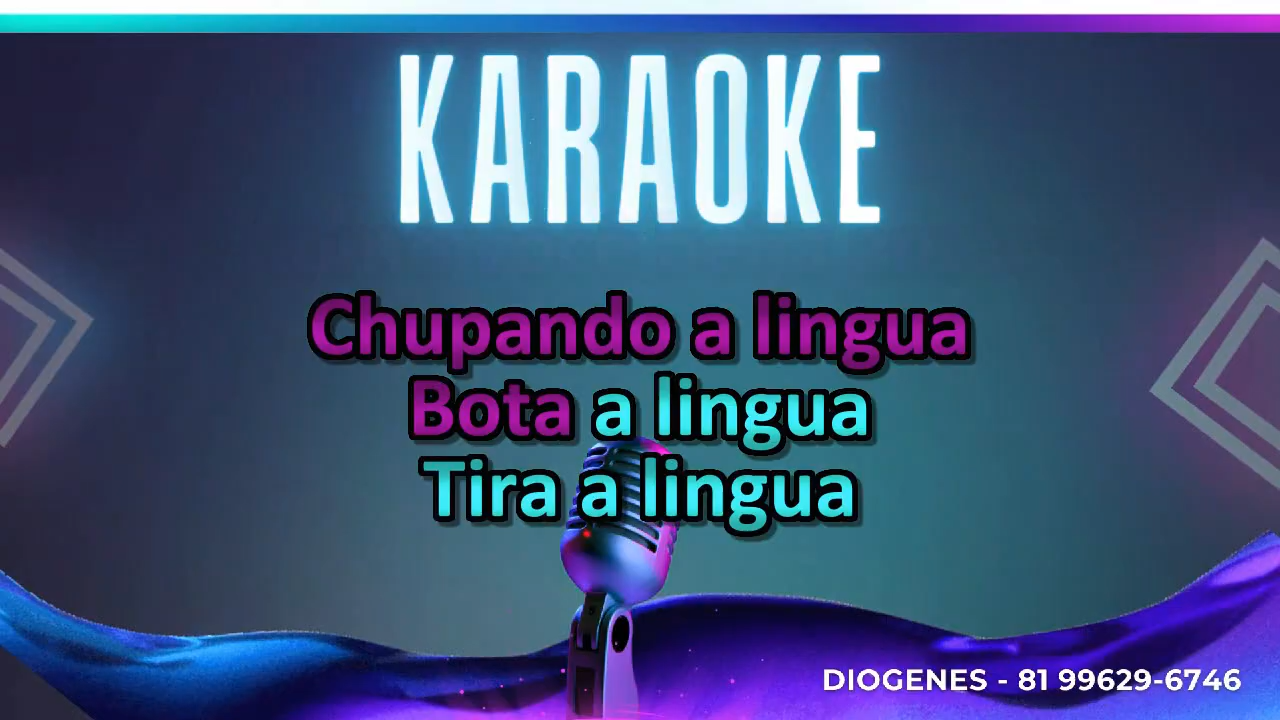 KARAOKE
Chupando a lingua
Bota a lingua
Tira a lingua
DIOGENES - 81 99629-6746